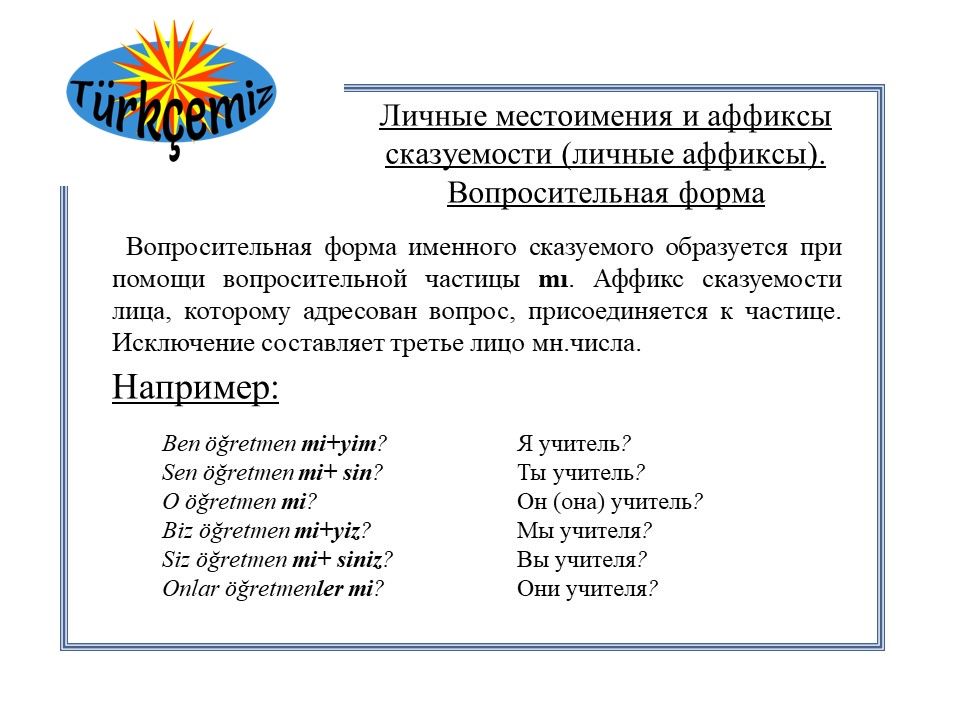 Türkçemiz
Личные местоимения и аффиксы
сказуемости (личные аффиксы).
Вопросительная форма
Вопросительная форма именного сказуемого образуется при
помощи вопросительной частицы mı. Аффикс сказуемости
лица, которому адресован вопрос, присоединяется к частице.
Исключение составляет третье лицо мн.числа.
Например:
Ben öğretmen mi+yim? Я учитель?
Sen öğretmen mi+ sin? Ты учитель?
O öğretmen mi? Он (она) учитель?
Biz öğretmen mi+yiz? Мы учителя?
Siz öğretmen mi+ siniz? Вы учителя?
Onlar öğretmenler mi? Они учителя?